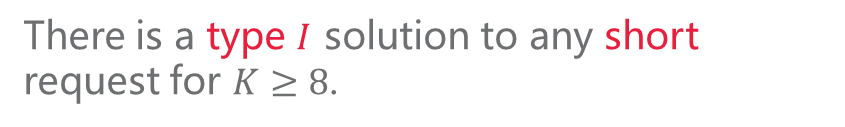 There is a type I solution to any short
request for K ≥ 8.